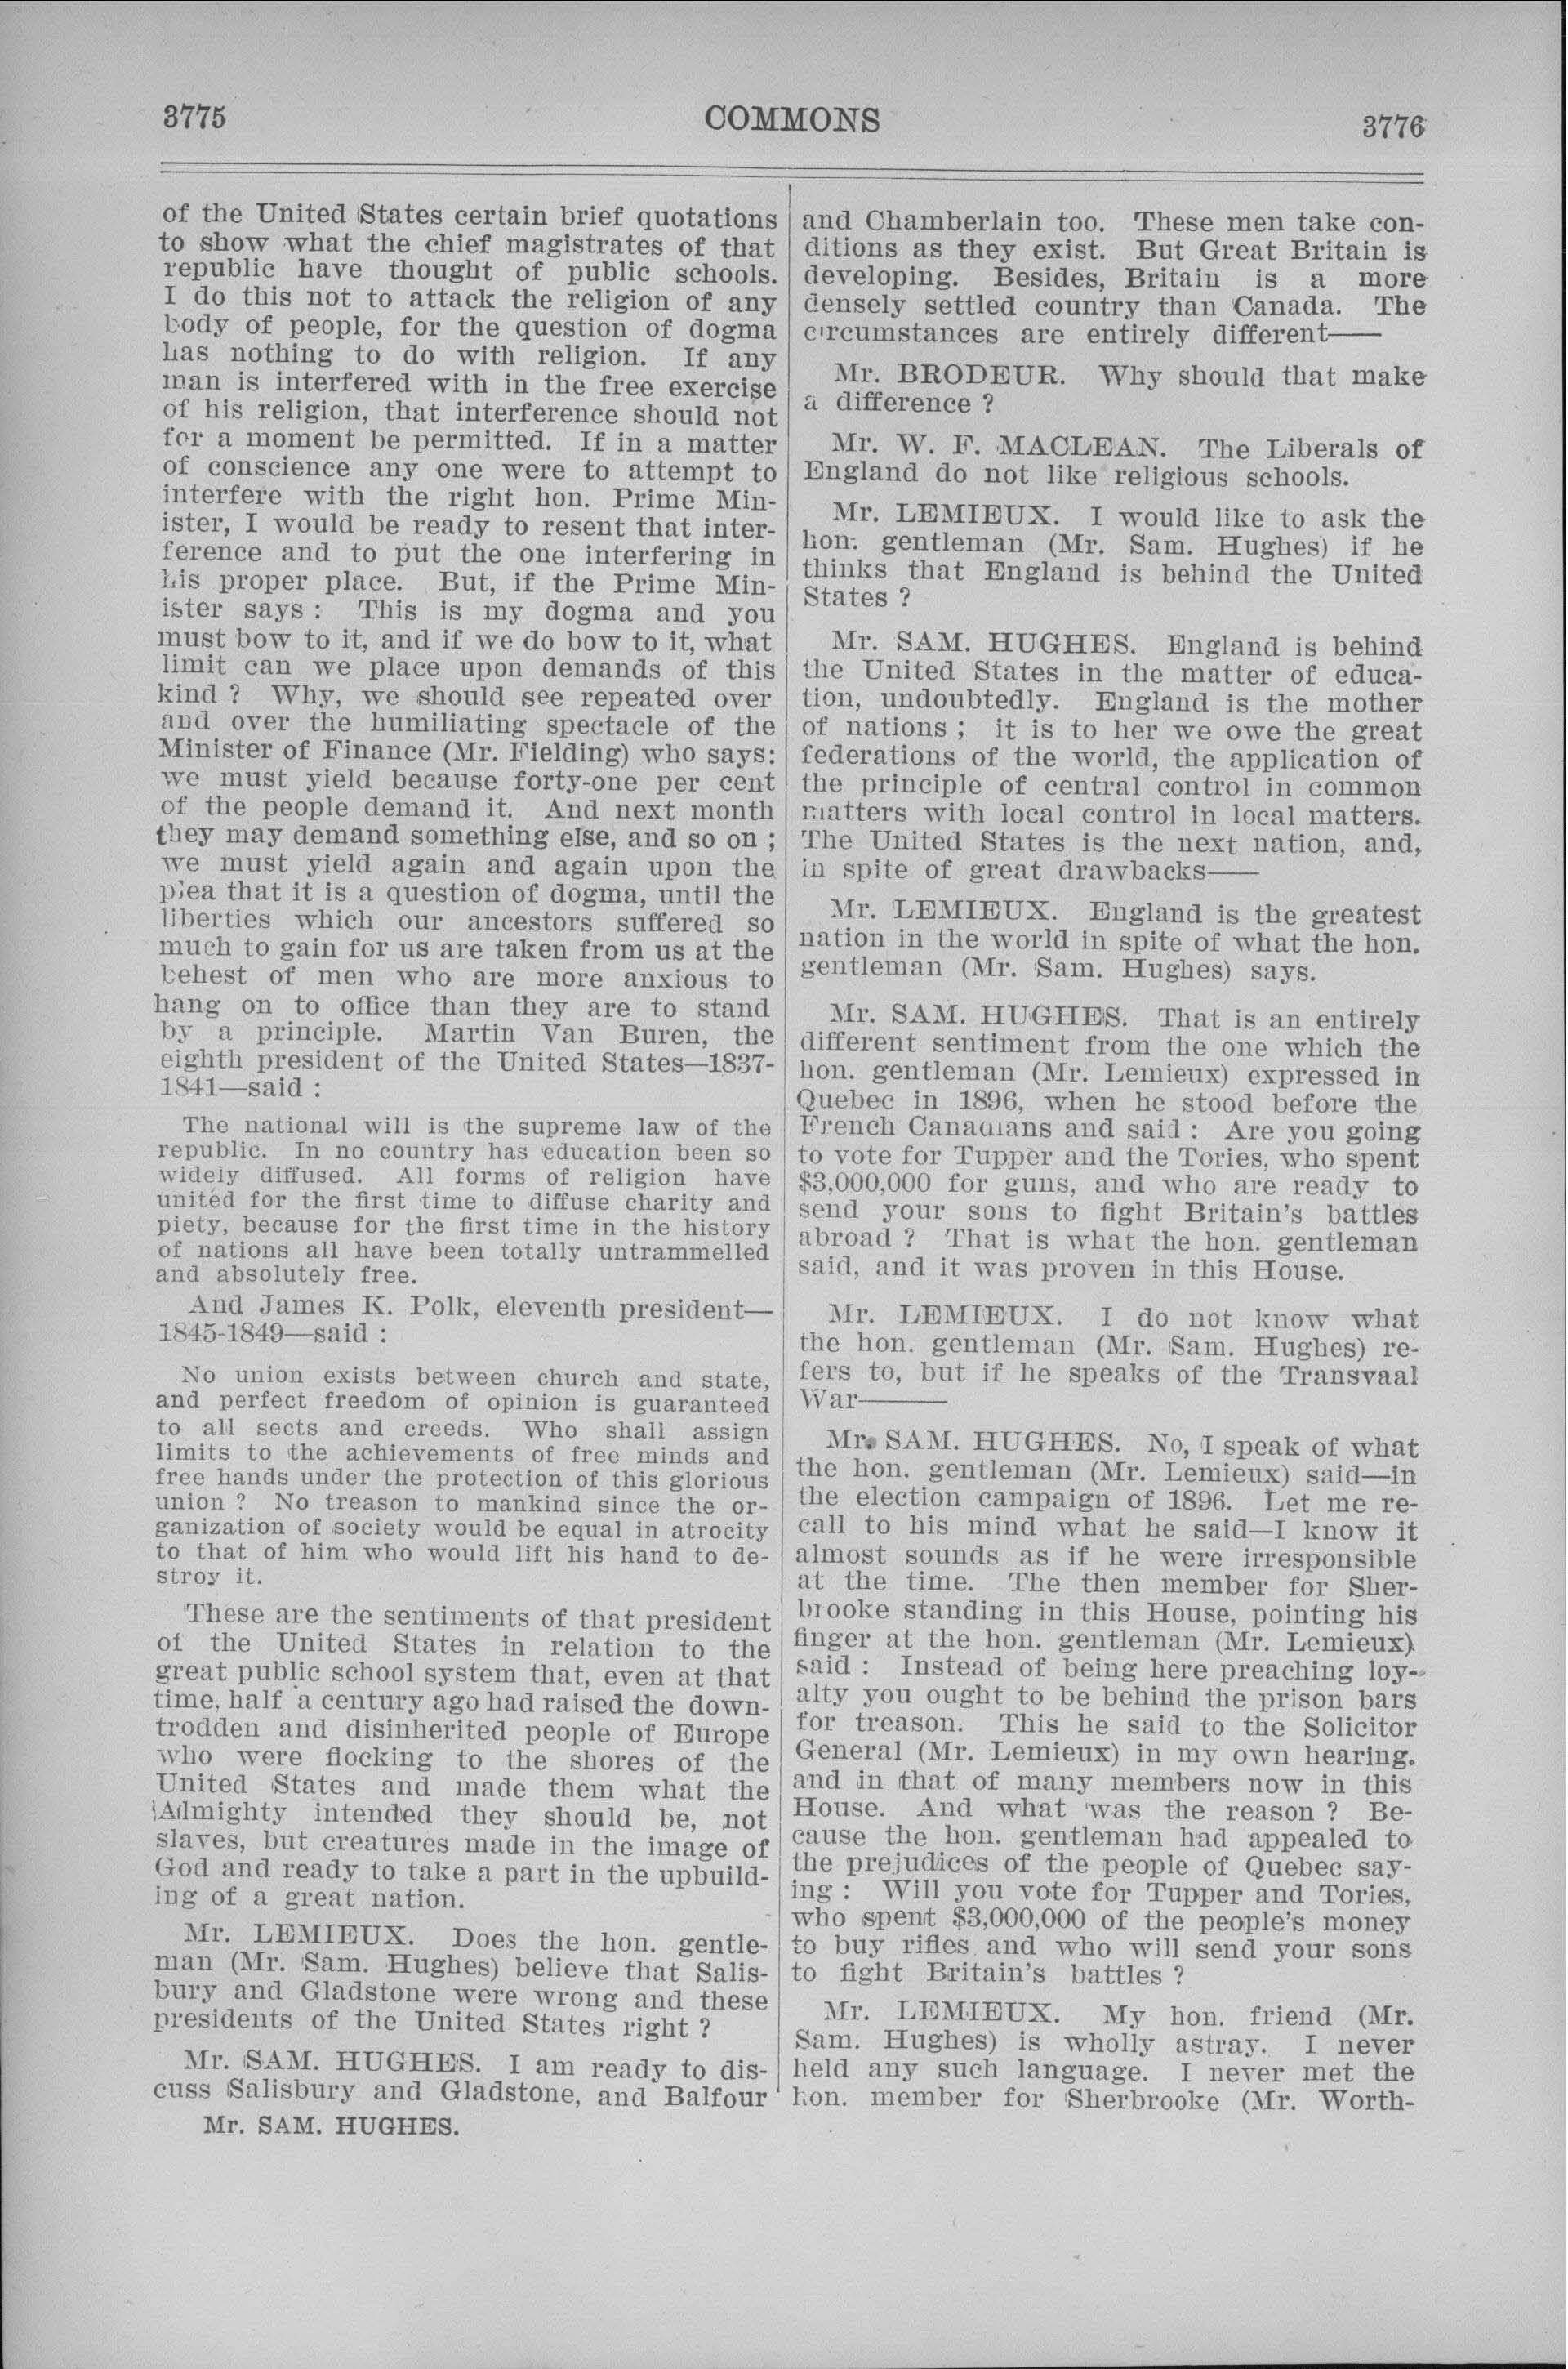 3775
COMMONS
3776
of the United States certain brief quotations
to show what the chief magistrates of that
republic have thought of public schools.
I do this not to attack the religion of any
body of people, for the question of dogma
has nothing to do with religion. If any
man is interfered with in the free exercise
of his religion, that interference should not
for a moment be permitted. If in a matter
of conscience any one were to attempt to
interfere with the right hon. Prime Min-
ister, I would be ready to resent that inter-
ference and to put the one interfering in
his proper place. But, if the Prime Min-
ister says : This is my dogma and you
must bow to it, and if we do bow to it, what
limit can we place upon demands of this
kind ? Why, we should see repeated over
and over the humiliating spectacle of the
Minister of Finance (Mr. Fielding) who says:
we must yield because forty-one per cent
of the people demand it. And next month
they may demand something else, and so on ;
we must yield again and again upon the
plea that it is a question of dogma, until the
liberties which our ancestors suffered so
much to gain for us are taken from us at the
behest of men who are more anxious to
hang on to office than they are to stand
by a principle. Martin Van Buren, the
eighth president of the United States—1837-
1841—said :
The national will is the supreme law of the
republic. In no country has education been so
widely diffused. All forms of religion have
united for the first time to diffuse charity and
piety, because for the first time in the history
of nations all have been totally untrammelled
and absolutely free.
And James K. Polk, eleventh president—
1845-1849—said :
No union exists between church and state,
and perfect freedom of opinion is guaranteed
to all sects and creeds. Who shall assign
limits to the achievements of free minds and
free hands under the protection of this glorious
union ? No treason to mankind since the or-
ganization of society would be equal in atrocity
to that of him who would lift his hand to de-
stroy it.
These are the sentiments of that president
of the United States in relation to the
great public school system that, even at that
time, half a century ago had raised the down-
trodden and disinherited people of Europe
who were flocking to the shores of the
United States and made them what the
Almighty intended they should be, not
slaves, but creatures made in the image of
God and ready to take a part in the upbuild-
ing of a great nation.
Mr. LEMIEUX. Does the hon. gentle-
man (Mr. Sam. Hughes) believe that Salis-
bury and Gladstone were wrong and these
presidents of the United States right ?
Mr. SAM. HUGHES. I am ready to dis-
cuss Salisbury and Gladstone, and Balfour
Mr. SAM. HUGHES.
and Chamberlain too. These men take con-
ditions as they exist. But Great Britain is
developing. Besides, Britain is a more
densely settled country than Canada. The
circumstances are entirely different——
Mr. BRODEUR. Why should that make
a difference ?
Mr. W. F. MACLEAN. The Liberals of
England do not like religious schools.
Mr. LEMIEUX. I would like to ask the
hon. gentleman (Mr. Sam. Hughes) if he
thinks that England is behind the United
States ?
Mr. SAM. HUGHES. England is behind
the United States in the matter of educa-
tion, undoubtedly. England is the mother
of nations ; it is to her we owe the great
federations of the world, the application of
the principle of central control in common
matters with local control in local matters.
The United States is the next nation, and,
in spite of great drawbacks——
Mr. LEMIEUX. England is the greatest
nation in the world in spite of what the hon.
gentleman (Mr. Sam. Hughes) says.
Mr. SAM. HUGHES. That is an entirely
different sentiment from the one which the
hon. gentleman (Mr. Lemieux) expressed in
Quebec in 1896, when he stood before the
French Canadians and said : Are you going
to vote for Tupper and the Tories, who spent
$3,000,000 for guns, and who are ready to
send your sons to fight Britain's battles
abroad ? That is what the hon. gentleman
said, and it was proven in this House.
Mr. LEMIEUX. I do not know what
the hon. gentleman (Mr. Sam. Hughes) re-
fers to, but if he speaks of the Transvaal
War——
Mr. SAM. HUGHES. No, I speak of what
the hon. gentleman (Mr. Lemieux) said—in
the election campaign of 1896. Let me re-
call to his mind what he said—I know it
almost sounds as if he were irresponsible
at the time. The then member for Sher-
brooke standing in this House, pointing his
finger at the hon. gentleman (Mr. Lemieux)
said : Instead of being here preaching loy-
alty you ought to be behind the prison bars
for treason. This he said to the Solicitor
General (Mr. Lemieux) in my own hearing.
and in that of many members now in this
House. And what was the reason ? Be-
cause the hon. gentleman had appealed to
the prejudices of the people of Quebec say-
ing : Will you vote for Tupper and Tories,
who spent $3,000,000 of the people's money
to buy rifles and who will send your sons
to fight Britain's battles ?
Mr. LEMIEUX. My hon. friend (Mr.
Sam. Hughes) is wholly astray. I never
held any such language. I never met the
hon. member for Sherbrooke (Mr. Worth-